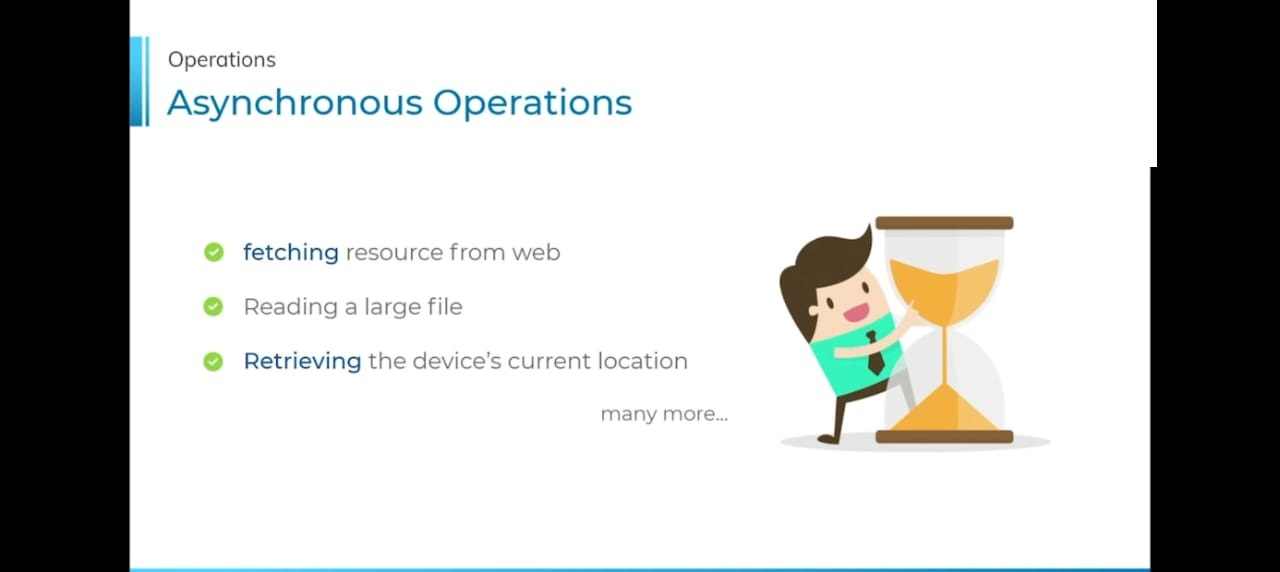 Operations
Asynchronous Operations
fetching resource from web
Reading a large file
Retrieving the device’s current location
many more...